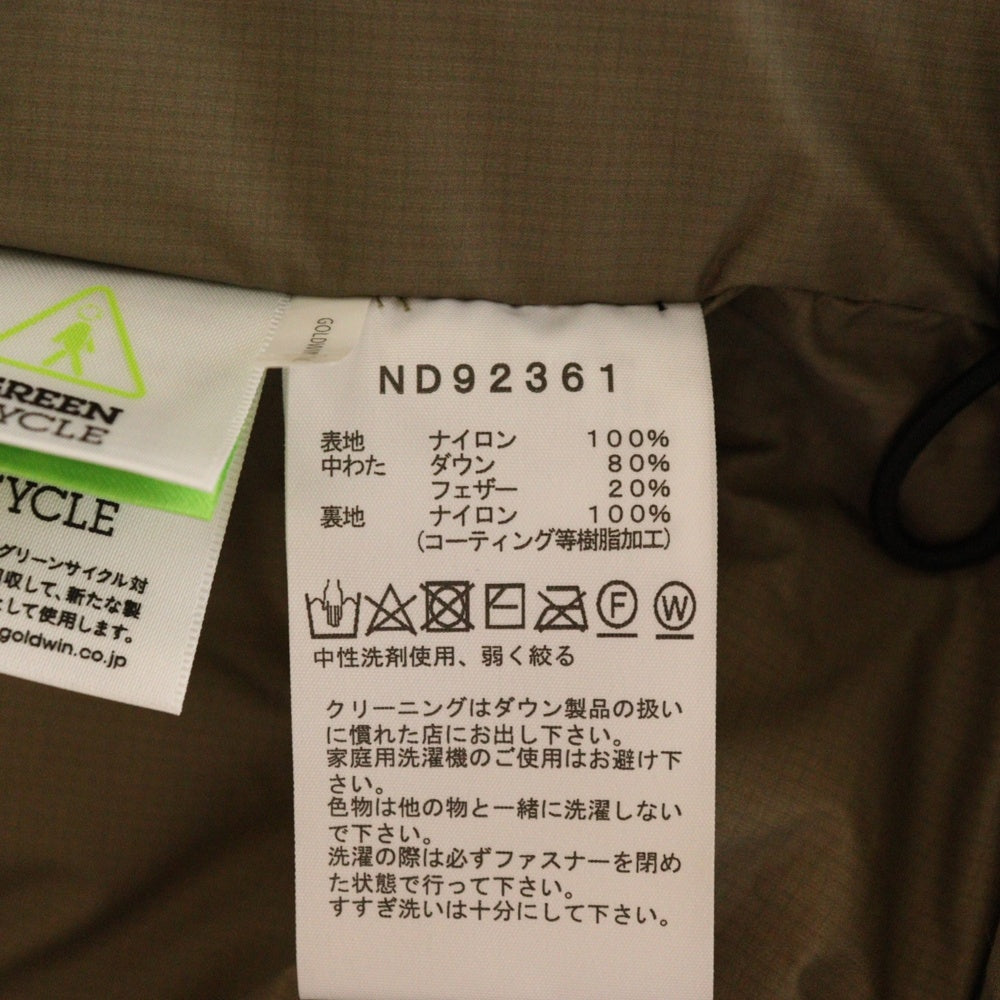 GREEN
CYCLE
CYCLE
グリーンサイクル対
回収して、新たな製
として使用します。
goldwin.co.jp
GOLDWIN
ND92361
表地 ナイロン 100%
中わた ダウン 80%
フェザー 20%
裏地 ナイロン 100%
(コーティング等樹脂加工)
F W
中性洗剤使用、弱く絞る
クリーニングはダウン製品の扱い
に慣れた店にお出し下さい。
家庭用洗濯機のご使用はお避け下
さい。
色物は他の物と一緒に洗濯しない
で下さい。
洗濯の際は必ずファスナーを閉め
た状態で行って下さい。
すすぎ洗いは十分にして下さい。